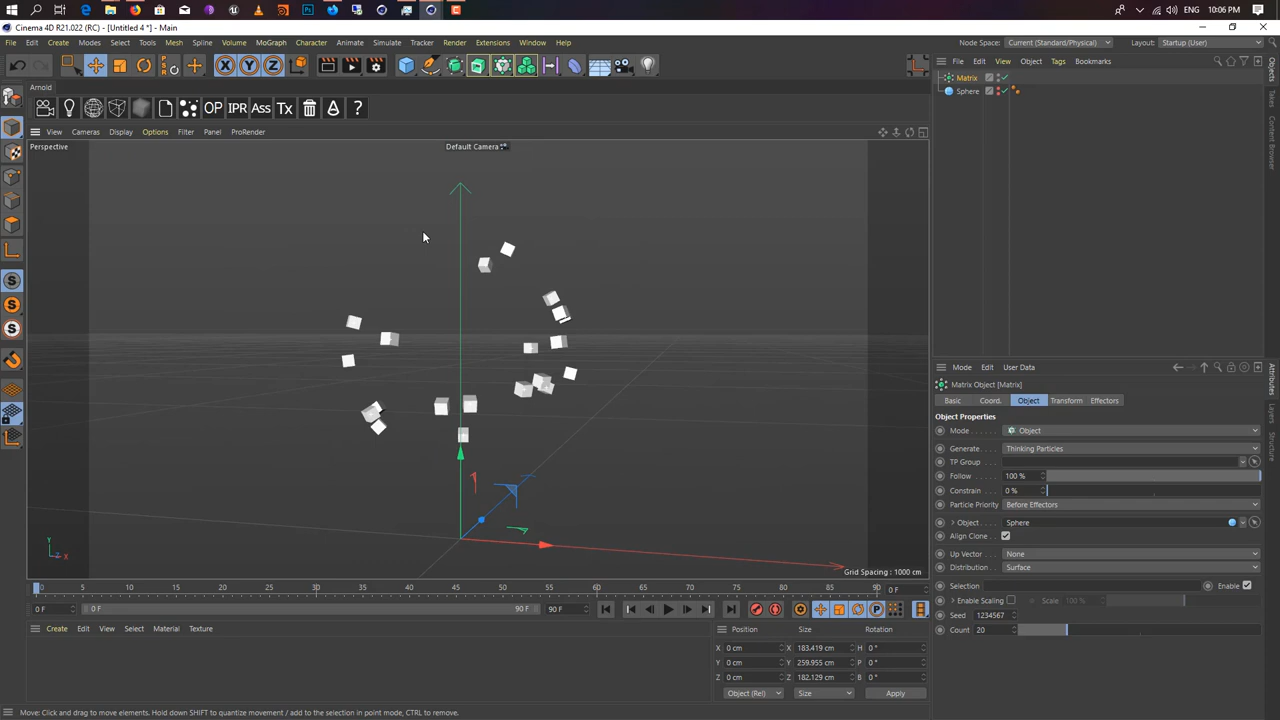 ENG
10:06 PM
Cinema 4D R21.022 (RC) - [Untitled 4 *] - Main
File Edit Create Modes Tools Select Mesh Spline Volume MoGraph Character Animate Simulate Tracker Render Extensions Window Help
Node Space: Current (Standard/Physical) Layout: Startup (User)
X Y Z
File Edit View Object Tags Bookmarks
Matrix
Sphere
Arnold
OP IPR Ass Tx ?
View Cameras Display Options Filter Panel ProRender
Perspective
Default Camera
Grid Spacing : 1000 cm
Y
X
Z
Objects
Takes
Content Browser
Attributes
Layers
Structure
Mode Edit User Data
Matrix Object [Matrix]
Basic Coord. Object Transform Effectors
Object Properties
Mode Object
Generate Thinking Particles
TP Group
Follow 100 %
Constrain 0 %
Particle Priority Before Effectors
Object Sphere
Align Clone
Up Vector None
Distribution Surface
Selection Enable
Enable Scaling Scale 100 %
Seed 1234567
Count 20
0 5 10 15 20 25 30 35 40 45 50 55 60 65 70 75 80 85 90 0 F
0 F 0 F 90 F 90 F
Create Edit View Select Material Texture
Position Size Rotation
X 0 cm X 183.419 cm H 0 °
Y 0 cm Y 259.955 cm P 0 °
Z 0 cm Z 182.129 cm B 0 °
Object (Rel) Size Apply
Move: Click and drag to move elements. Hold down SHIFT to quantize movement / add to the selection in point mode, CTRL to remove.